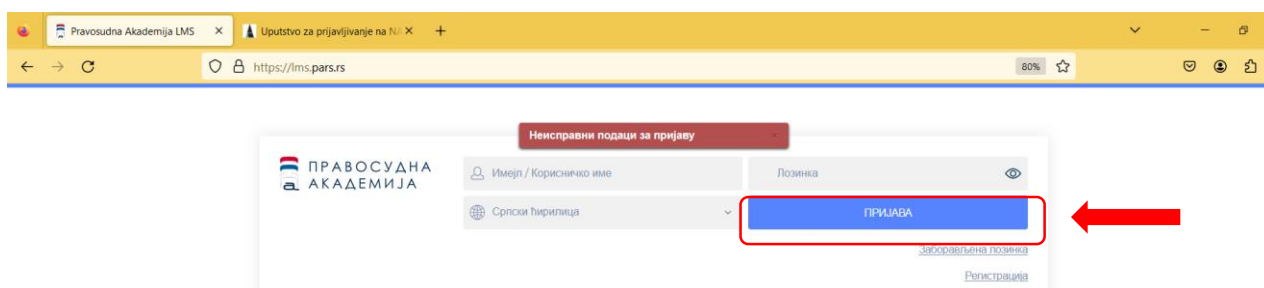 Pravosudna Akademija LMS
Uputstvo za prijavljivanje na NA
https://lms.pars.rs
80%
Неисправни подаци за пријаву
ПРАВОСУДНА
АКАДЕМИЈА
Имејл / Корисничко име
Лозинка
Српски ћирилица
ПРИЈАВА
Заборављена лозинка
Регистрација